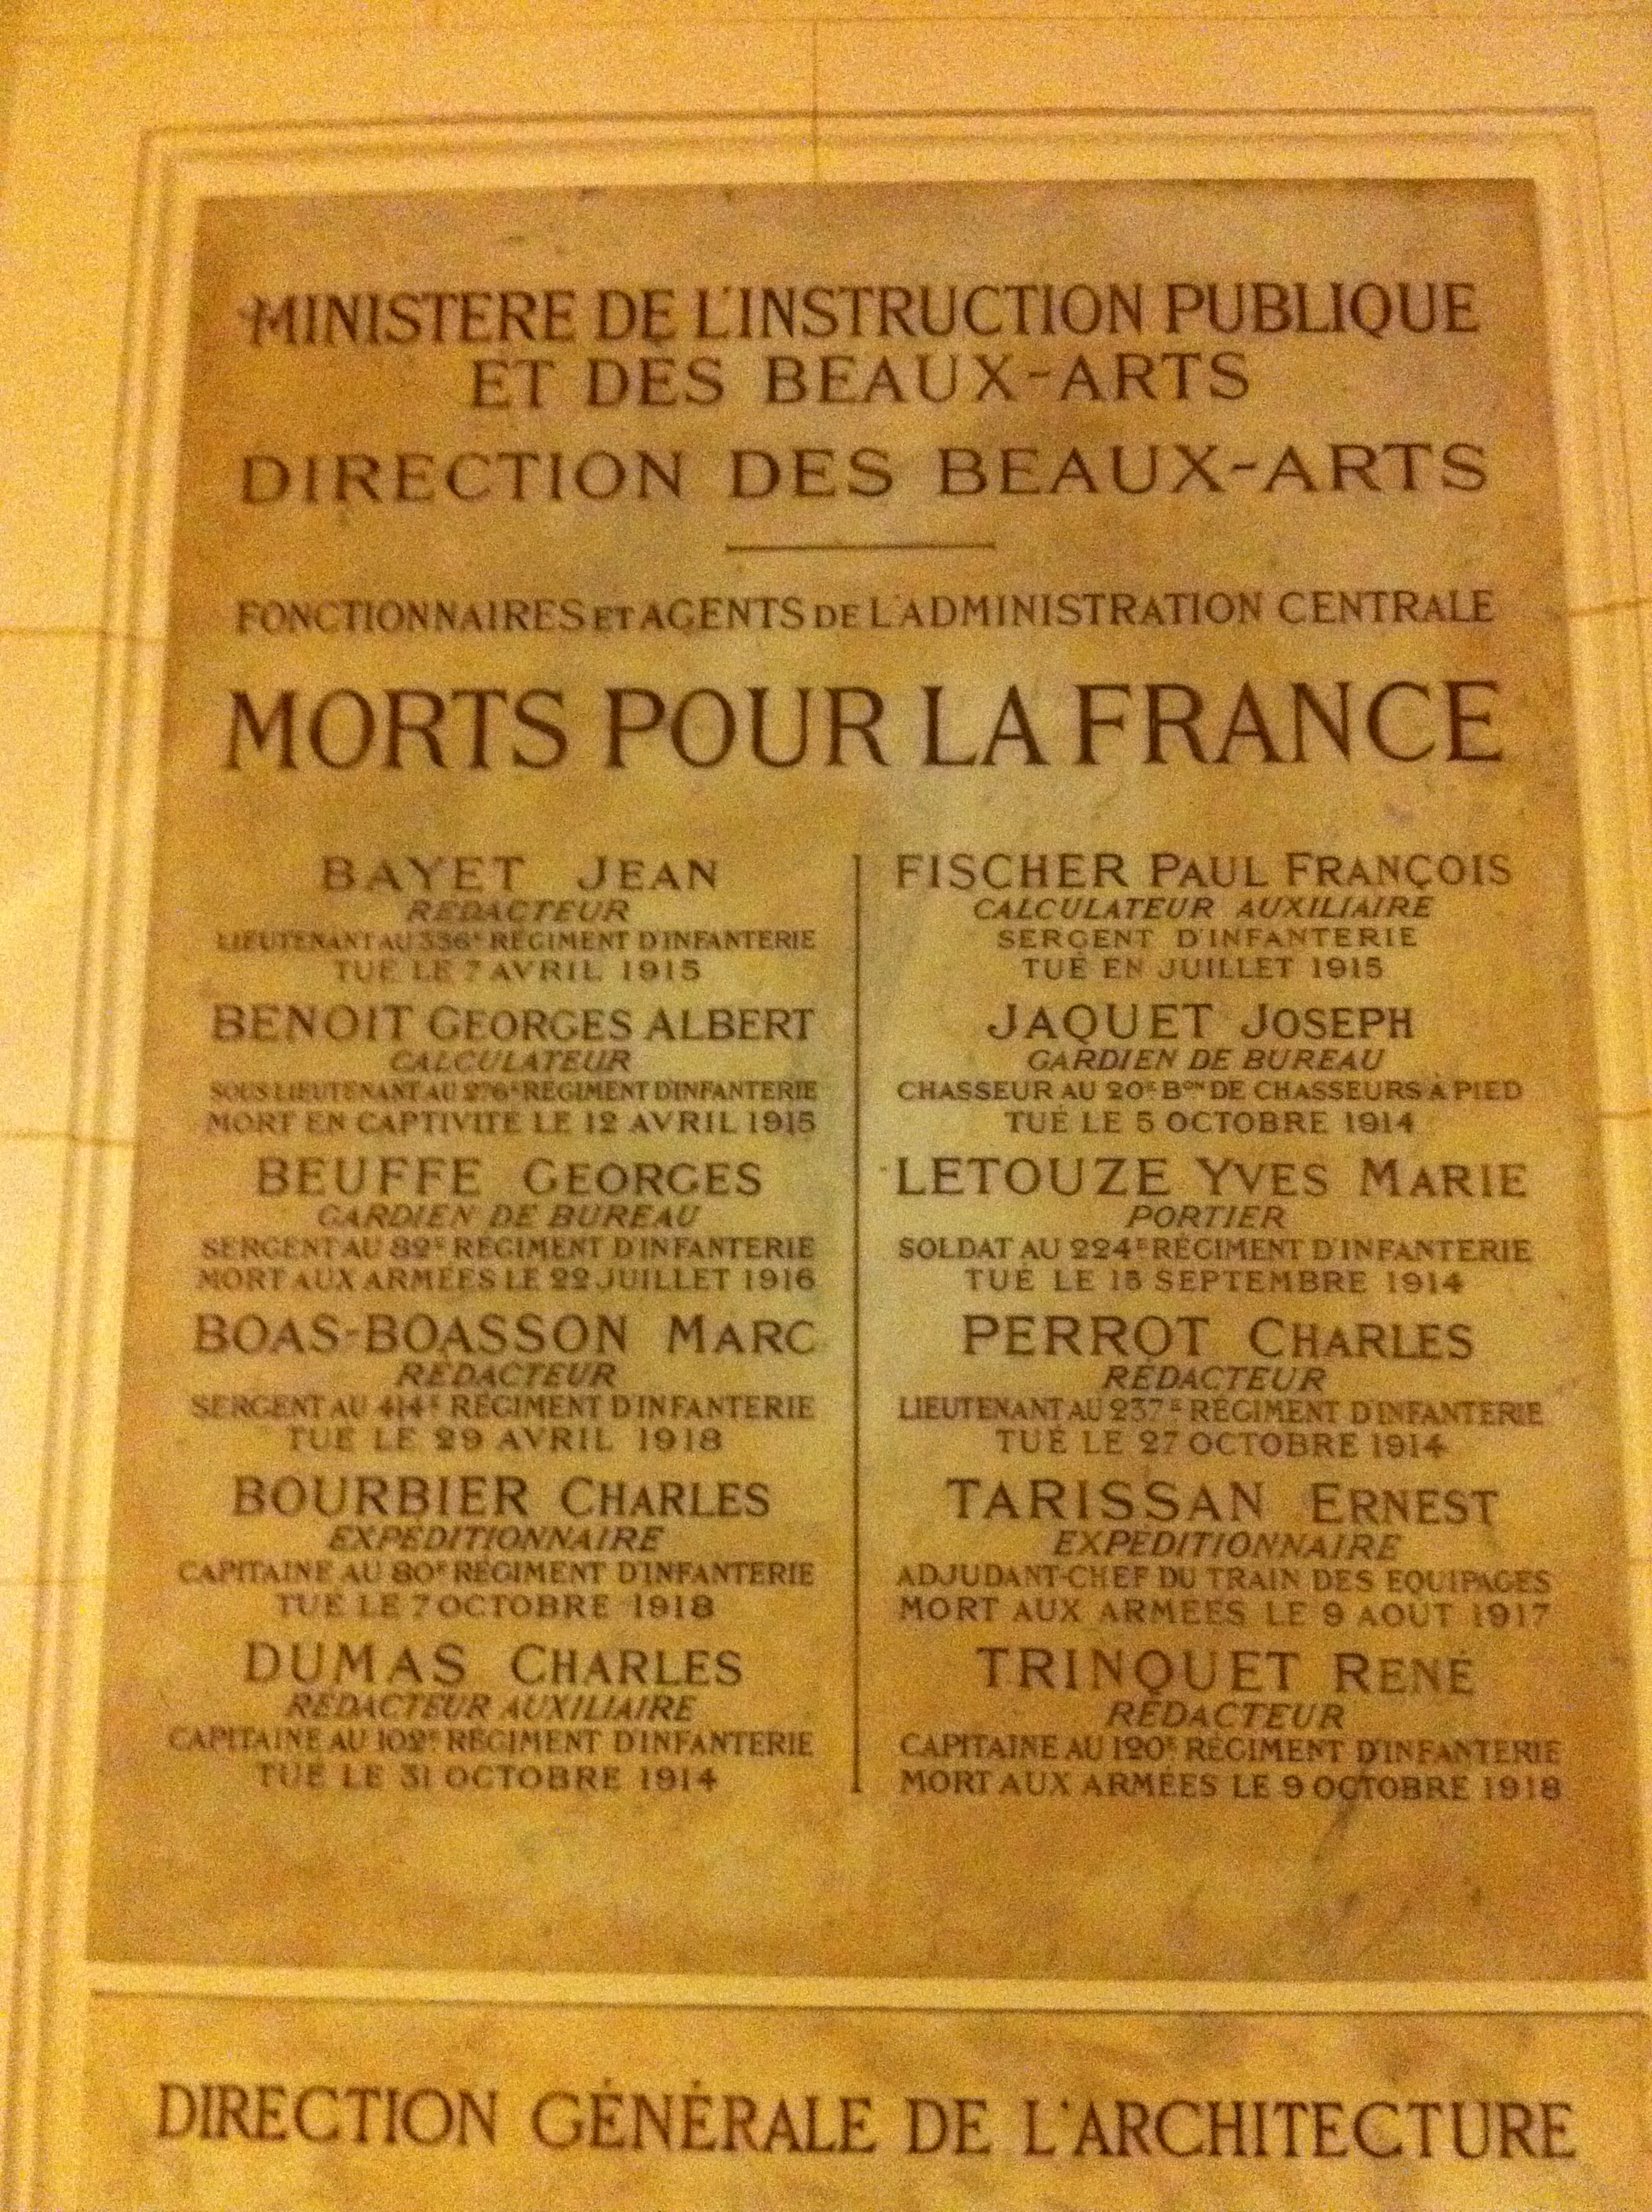 MINISTERE DE L'INSTRUCTION PUBLIQUE
ET DES BEAUX-ARTS
DIRECTION DES BEAUX-ARTS
FONCTIONNAIRES ET AGENTS DE L'ADMINISTRATION CENTRALE
MORTS POUR LA FRANCE
BAYET JEAN
RÉDACTEUR
LIEUTENANT AU 336E RÉGIMENT D'INFANTERIE
TUÉ LE 7 AVRIL 1915
BENOIT GEORGES ALBERT
CALCULATEUR
SOUS LIEUTENANT AU 276E RÉGIMENT D'INFANTERIE
MORT EN CAPTIVITÉ LE 12 AVRIL 1915
BEUFFE GEORGES
GARDIEN DE BUREAU
SERGENT AU 82E RÉGIMENT D'INFANTERIE
MORT AUX ARMÉES LE 22 JUILLET 1916
BOAS-BOASSON MARC
RÉDACTEUR
SERGENT AU 414E RÉGIMENT D'INFANTERIE
TUÉ LE 29 AVRIL 1918
BOURBIER CHARLES
EXPÉDITIONNAIRE
CAPITAINE AU 80E RÉGIMENT D'INFANTERIE
TUÉ LE 7 OCTOBRE 1918
DUMAS CHARLES
RÉDACTEUR AUXILIAIRE
CAPITAINE AU 102E RÉGIMENT D'INFANTERIE
TUÉ LE 31 OCTOBRE 1914
FISCHER PAUL FRANÇOIS
CALCULATEUR AUXILIAIRE
SERGENT D'INFANTERIE
TUÉ EN JUILLET 1915
JAQUET JOSEPH
GARDIEN DE BUREAU
CHASSEUR AU 20E BON DE CHASSEURS À PIED
TUÉ LE 5 OCTOBRE 1914
LETOUZE YVES MARIE
PORTIER
SOLDAT AU 224E RÉGIMENT D'INFANTERIE
TUÉ LE 15 SEPTEMBRE 1914
PERROT CHARLES
RÉDACTEUR
LIEUTENANT AU 237E RÉGIMENT D'INFANTERIE
TUÉ LE 27 OCTOBRE 1914
TARISSAN ERNEST
EXPÉDITIONNAIRE
ADJUDANT-CHEF DU TRAIN DES ÉQUIPAGES
MORT AUX ARMÉES LE 9 AOUT 1917
TRINQUET RENÉ
RÉDACTEUR
CAPITAINE AU 120E RÉGIMENT D'INFANTERIE
MORT AUX ARMÉES LE 9 OCTOBRE 1918
DIRECTION GÉNÉRALE DE L'ARCHITECTURE